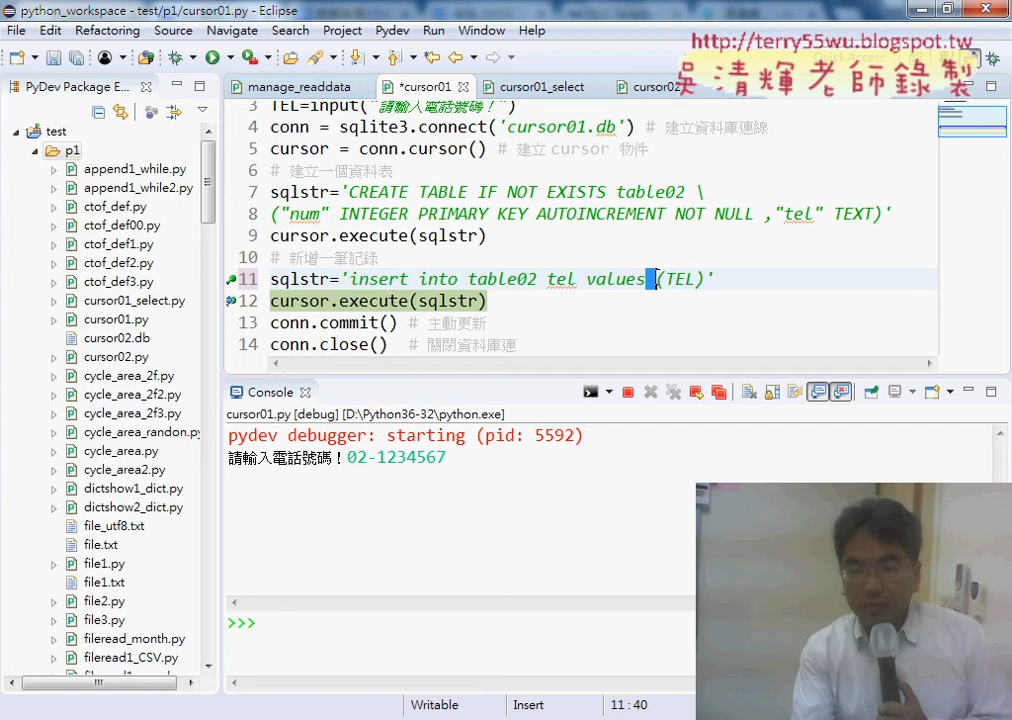 python_workspace - test/p1/cursor01.py - Eclipse
File Edit Refactoring Source Navigate Search Project Pydev Run Window Help
http://terry55wu.blogspot.tw
Quick Access
吳清輝老師錄製
PyDev Package E...
manage_readdata
*cursor01
cursor01_select
cursor02
test
p1
append1_while.py
append1_while2.py
ctof_def.py
ctof_def00.py
ctof_def1.py
ctof_def2.py
ctof_def3.py
cursor01_select.py
cursor01.py
cursor02.db
cursor02.py
cycle_area_2f.py
cycle_area_2f2.py
cycle_area_2f3.py
cycle_area_randon.py
cycle_area.py
cycle_area2.py
dictshow1_dict.py
dictshow2_dict.py
file_utf8.txt
file.txt
file1.py
file1.txt
file2.py
file3.py
fileread_month.py
fileread1_CSV.py
3 TEL=input("請輸入電話號碼！")
4 conn = sqlite3.connect('cursor01.db') # 建立資料庫連線
5 cursor = conn.cursor() # 建立 cursor 物件
6 # 建立一個資料表
7 sqlstr='CREATE TABLE IF NOT EXISTS table02 \
8 ("num" INTEGER PRIMARY KEY AUTOINCREMENT NOT NULL ,"tel" TEXT)'
9 cursor.execute(sqlstr)
10 # 新增一筆記錄
11 sqlstr='insert into table02 tel values (TEL)'
12 cursor.execute(sqlstr)
13 conn.commit() # 主動更新
14 conn.close() # 關閉資料庫連
Console
cursor01.py [debug] [D:\Python36-32\python.exe]
pydev debugger: starting (pid: 5592)
請輸入電話號碼！02-1234567
>>>
Writable Insert 11:40